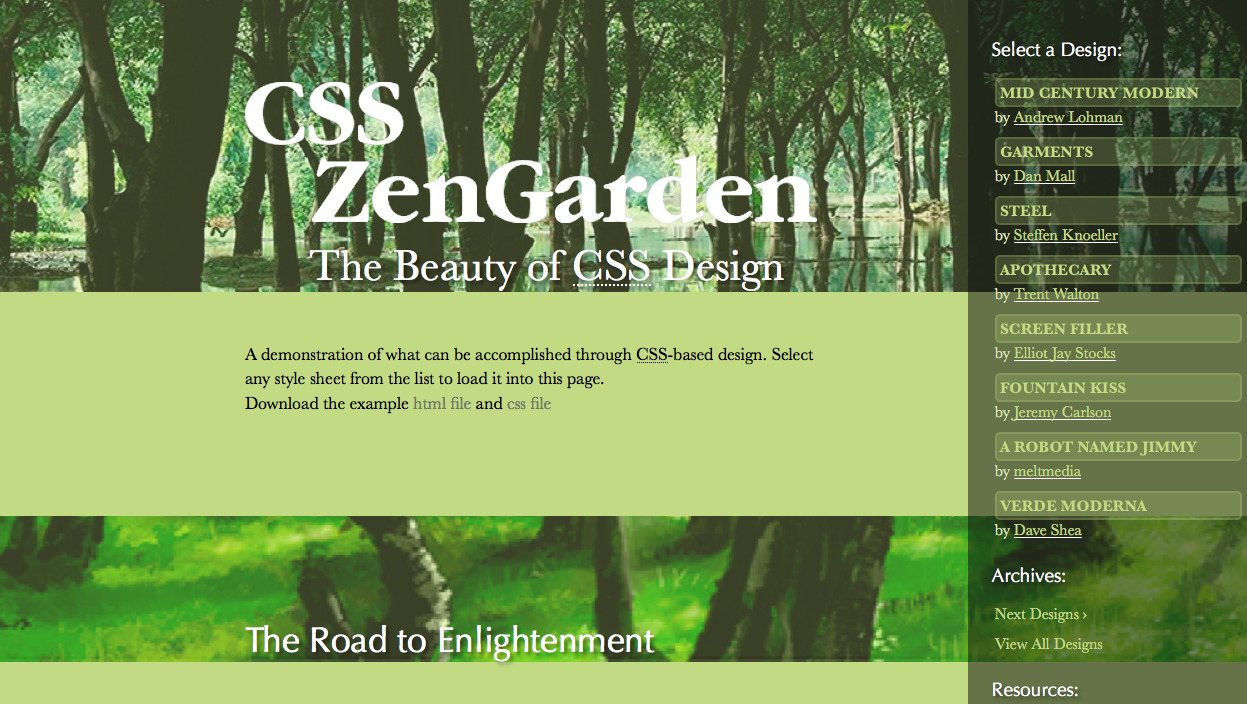 CSS
ZenGarden
The Beauty of CSS Design
A demonstration of what can be accomplished through CSS-based design. Select
any style sheet from the list to load it into this page.
Download the example html file and css file
The Road to Enlightenment
Select a Design:
MID CENTURY MODERN
by Andrew Lohman
GARMENTS
by Dan Mall
STEEL
by Steffen Knoeller
APOTHECARY
by Trent Walton
SCREEN FILLER
by Elliot Jay Stocks
FOUNTAIN KISS
by Jeremy Carlson
A ROBOT NAMED JIMMY
by meltmedia
VERDE MODERNA
by Dave Shea
Archives:
Next Designs ›
View All Designs
Resources: